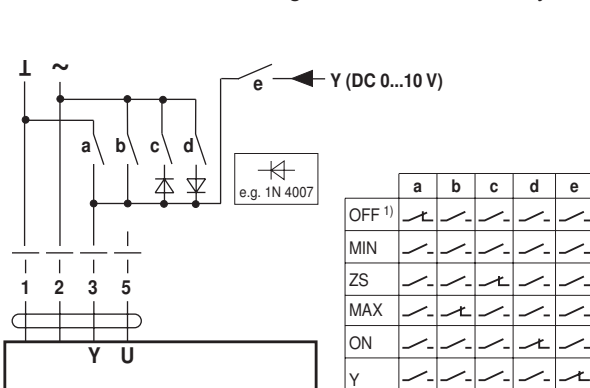 ⊥ ~
e Y (DC 0...10 V)
a b c d
e.g. 1N 4007
a b c d e
OFF 1)
MIN
ZS
MAX
ON
Y
1 2 3 5
Y U